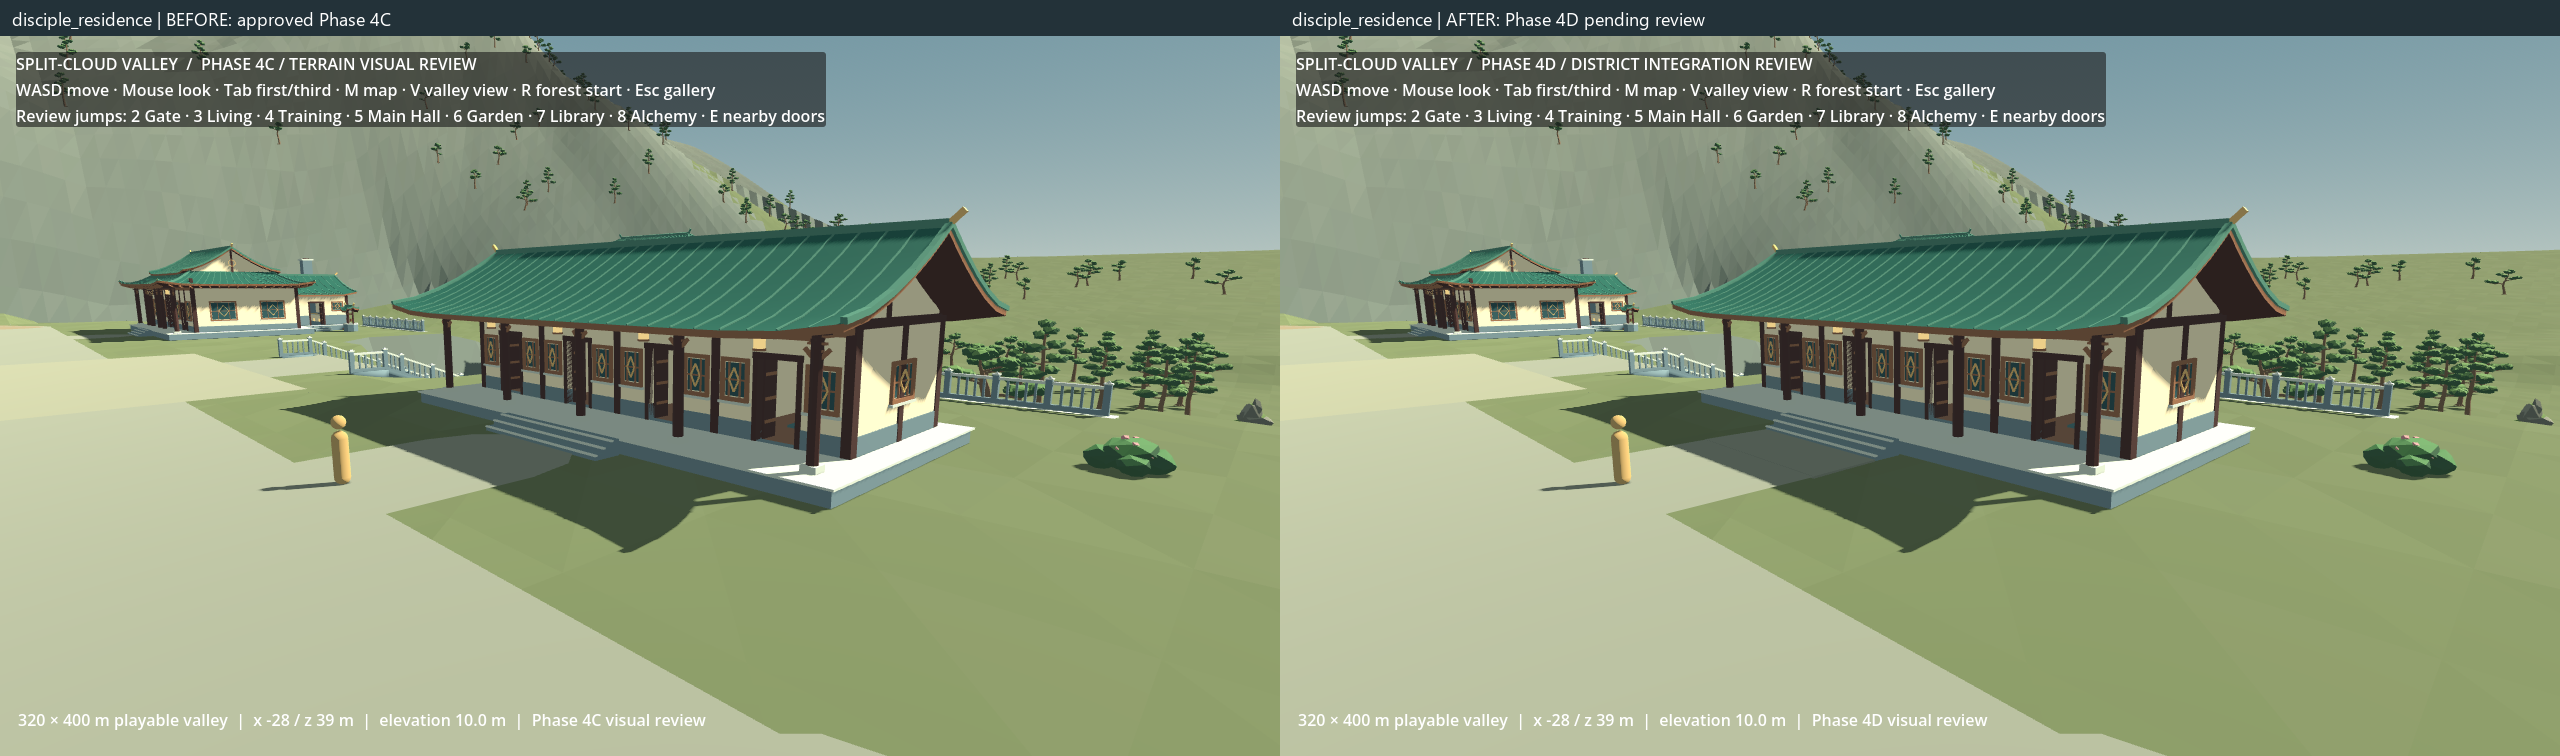 disciple_residence | BEFORE: approved Phase 4C
SPLIT-CLOUD VALLEY / PHASE 4C / TERRAIN VISUAL REVIEW
WASD move · Mouse look · Tab first/third · M map · V valley view · R forest start · Esc gallery
Review jumps: 2 Gate · 3 Living · 4 Training · 5 Main Hall · 6 Garden · 7 Library · 8 Alchemy · E nearby doors
320 × 400 m playable valley | x -28 / z 39 m | elevation 10.0 m | Phase 4C visual review
disciple_residence | AFTER: Phase 4D pending review
SPLIT-CLOUD VALLEY / PHASE 4D / DISTRICT INTEGRATION REVIEW
WASD move · Mouse look · Tab first/third · M map · V valley view · R forest start · Esc gallery
Review jumps: 2 Gate · 3 Living · 4 Training · 5 Main Hall · 6 Garden · 7 Library · 8 Alchemy · E nearby doors
320 × 400 m playable valley | x -28 / z 39 m | elevation 10.0 m | Phase 4D visual review